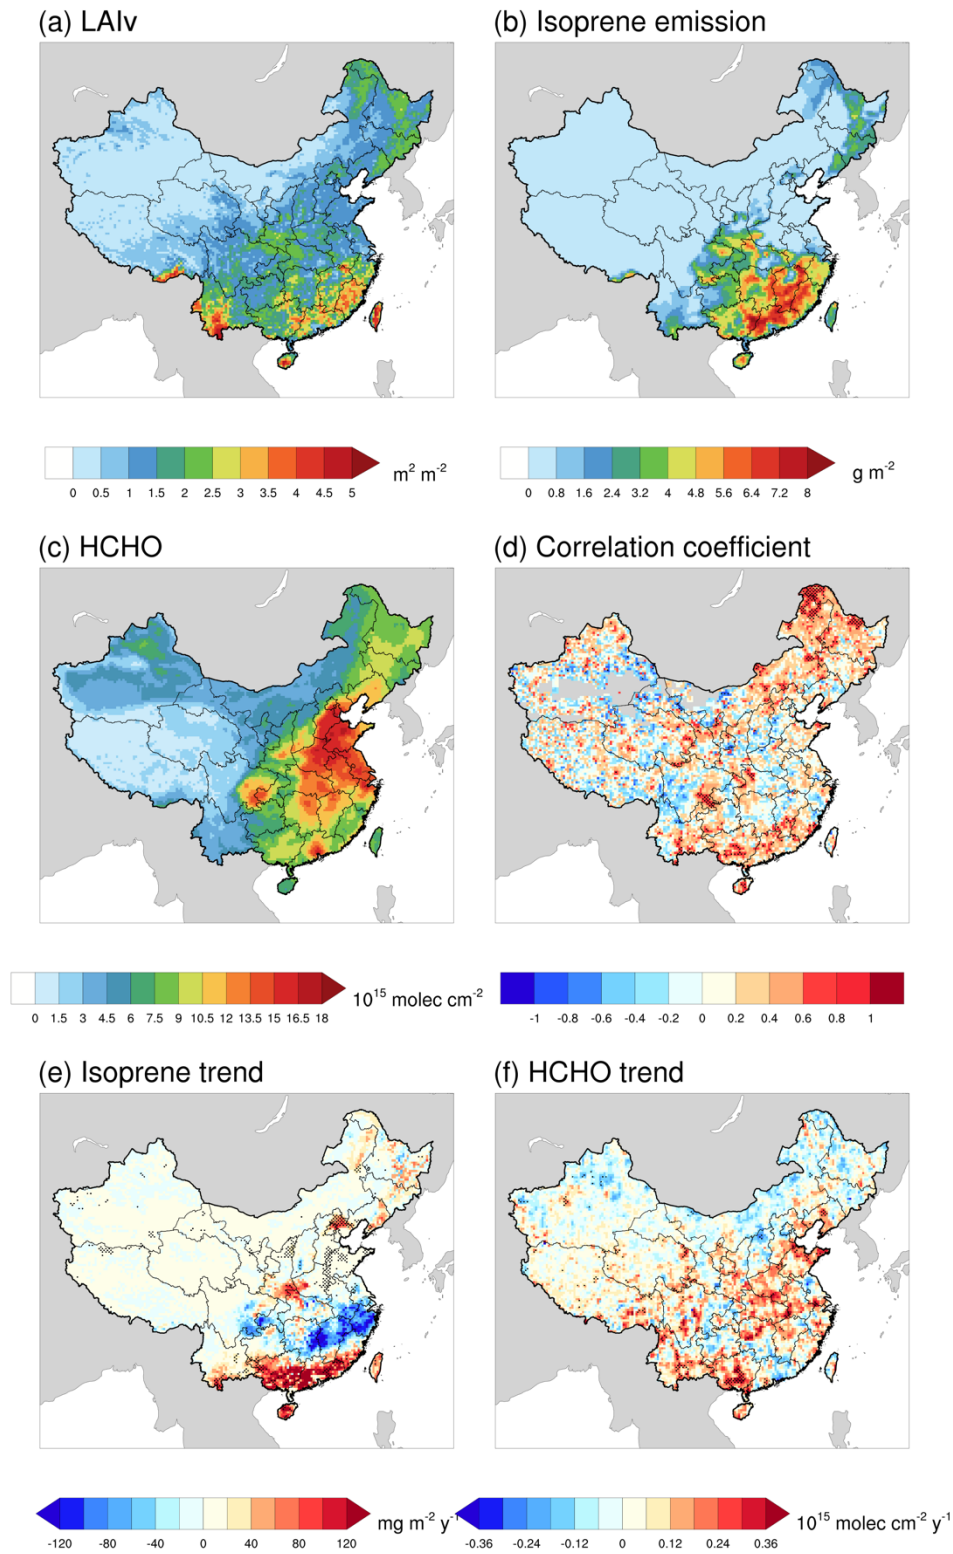 (a) LAIv
(b) Isoprene emission
0 0.5 1 1.5 2 2.5 3 3.5 4 4.5 5
m² m⁻²
0 0.8 1.6 2.4 3.2 4 4.8 5.6 6.4 7.2 8
g m⁻²
(c) HCHO
(d) Correlation coefficient
0 1.5 3 4.5 6 7.5 9 10.5 12 13.5 15 16.5 18
10¹⁵ molec cm⁻²
-1 -0.8 -0.6 -0.4 -0.2 0 0.2 0.4 0.6 0.8 1
(e) Isoprene trend
(f) HCHO trend
-120 -80 -40 0 40 80 120
mg m⁻² y⁻¹
-0.36 -0.24 -0.12 0 0.12 0.24 0.36
10¹⁵ molec cm⁻² y⁻¹